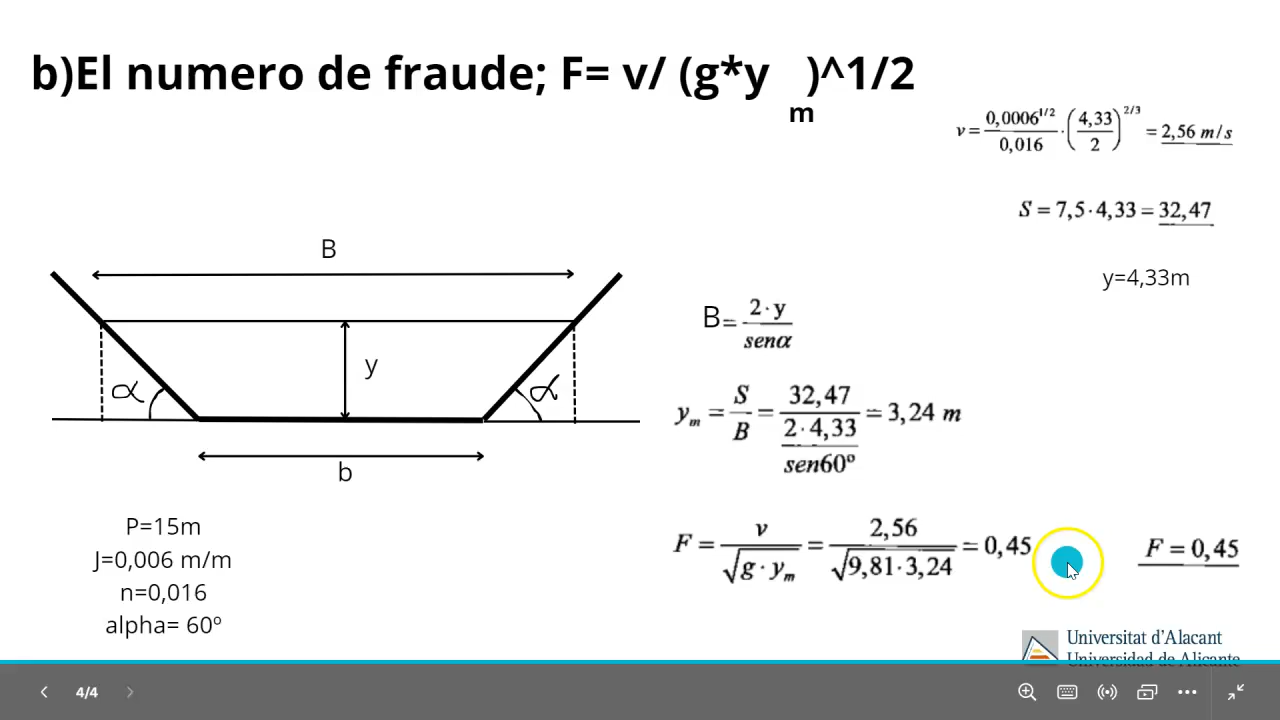 b)El numero de fraude; F= v/ (g*y m)^1/2
v = 0,0006^1/2 / 0,016 · (4,33 / 2)^2/3 = 2,56 m/s
S = 7,5 · 4,33 = 32,47
y=4,33m
B
y
α
α
b
B = 2 · y / senα
y_m = S / B = 32,47 / (2 · 4,33 / sen60º) = 3,24 m
F = v / √g · y_m = 2,56 / √9,81 · 3,24 = 0,45
F = 0,45
P=15m
J=0,006 m/m
n=0,016
alpha= 60º
Universitat d'Alacant
Universidad de Alicante
4/4